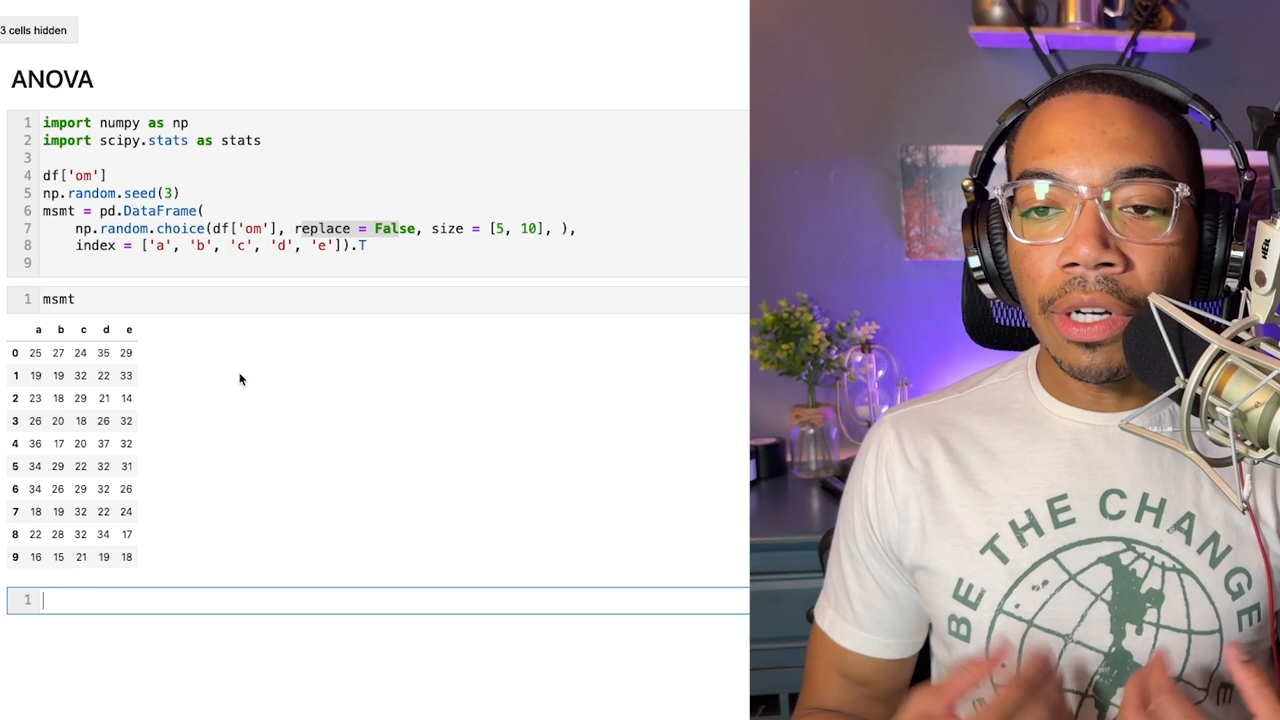 3 cells hidden
ANOVA
1 import numpy as np
2 import scipy.stats as stats
3
4 df['om']
5 np.random.seed(3)
6 msmt = pd.DataFrame(
7 np.random.choice(df['om'], replace = False, size = [5, 10], ),
8 index = ['a', 'b', 'c', 'd', 'e']).T
9
1 msmt
a b c d e
0 25 27 24 35 29
1 19 19 32 22 33
2 23 18 29 21 14
3 26 20 18 26 32
4 36 17 20 37 32
5 34 29 22 32 31
6 34 26 29 32 26
7 18 19 32 22 24
8 22 28 32 34 17
9 16 15 21 19 18
1
HEIL
BE THE CHANGE
E